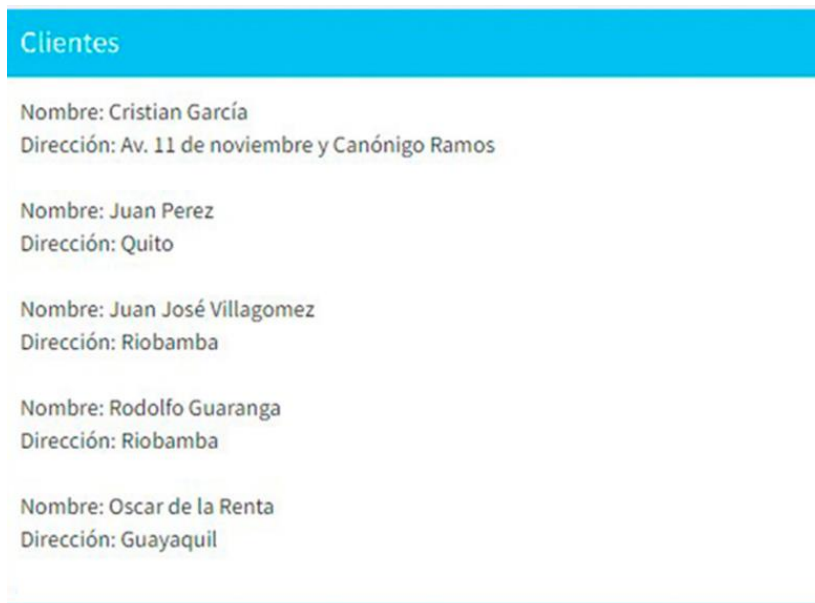 Clientes
Nombre: Cristian García
Dirección: Av. 11 de noviembre y Canónigo Ramos
Nombre: Juan Perez
Dirección: Quito
Nombre: Juan José Villagomez
Dirección: Riobamba
Nombre: Rodolfo Guaranga
Dirección: Riobamba
Nombre: Oscar de la Renta
Dirección: Guayaquil